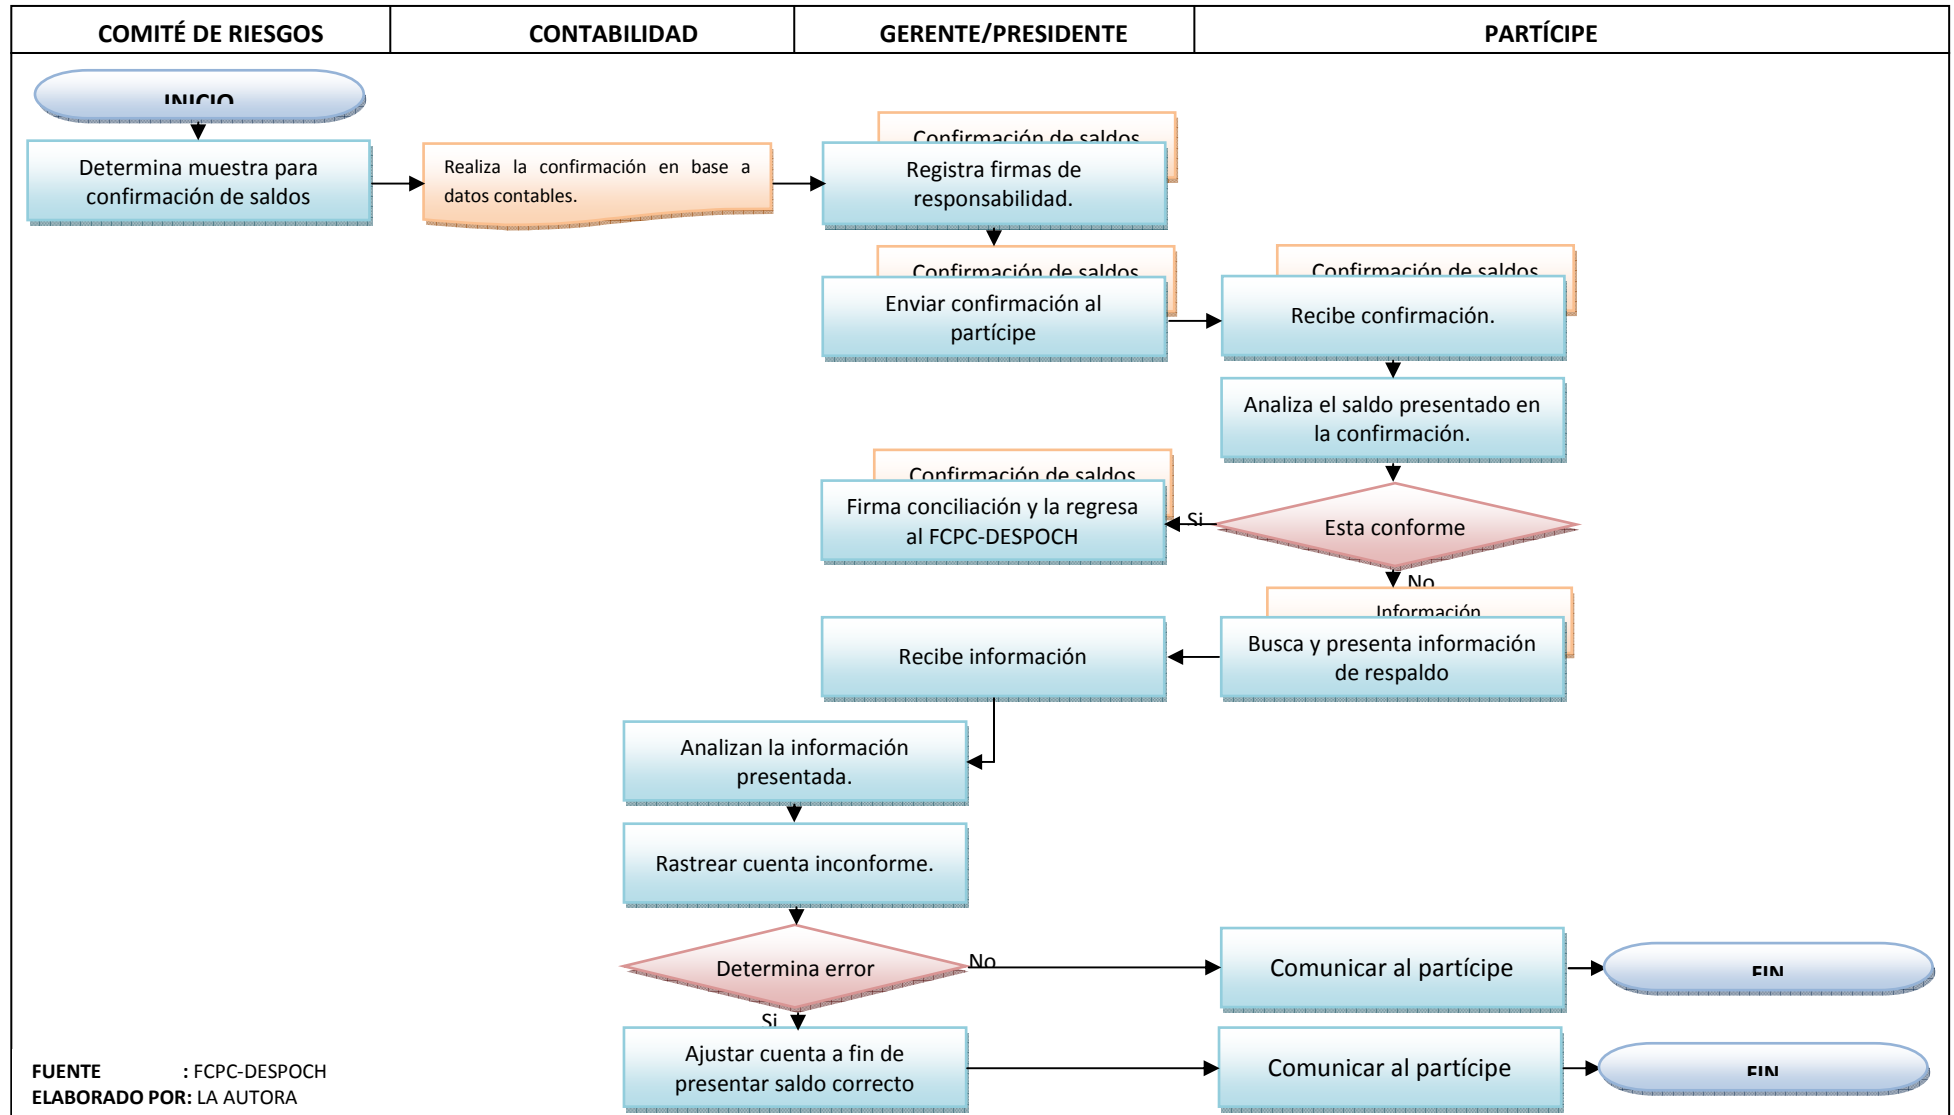 COMITÉ DE RIESGOS
CONTABILIDAD
GERENTE/PRESIDENTE
PARTÍCIPE
INICIO
Determina muestra para
confirmación de saldos
Realiza la confirmación en base a
datos contables.
Confirmación de saldos
Registra firmas de
responsabilidad.
Confirmación de saldos
Enviar confirmación al
partícipe
Confirmación de saldos
Recibe confirmación.
Analiza el saldo presentado en
la confirmación.
Confirmación de saldos
Firma conciliación y la regresa
al FCPC-DESPOCH
Si
Esta conforme
No
Información
Busca y presenta información
de respaldo
Recibe información
Analizan la información
presentada.
Rastrear cuenta inconforme.
Determina error
No
Comunicar al partícipe
FIN
Si
Ajustar cuenta a fin de
presentar saldo correcto
Comunicar al partícipe
FIN
FUENTE : FCPC-DESPOCH
ELABORADO POR: LA AUTORA